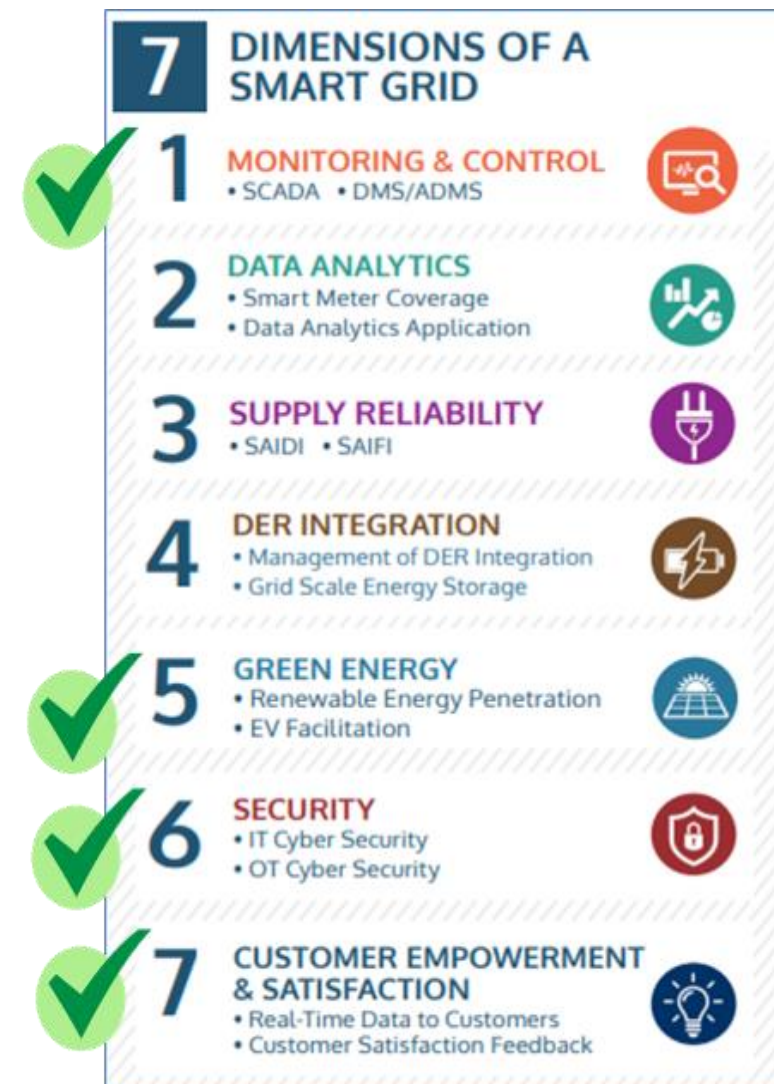 7
DIMENSIONS OF A
SMART GRID
1
MONITORING & CONTROL
• SCADA • DMS/ADMS
2
DATA ANALYTICS
• Smart Meter Coverage
• Data Analytics Application
3
SUPPLY RELIABILITY
• SAIDI • SAIFI
4
DER INTEGRATION
• Management of DER Integration
• Grid Scale Energy Storage
5
GREEN ENERGY
• Renewable Energy Penetration
• EV Facilitation
6
SECURITY
• IT Cyber Security
• OT Cyber Security
7
CUSTOMER EMPOWERMENT
& SATISFACTION
• Real-Time Data to Customers
• Customer Satisfaction Feedback